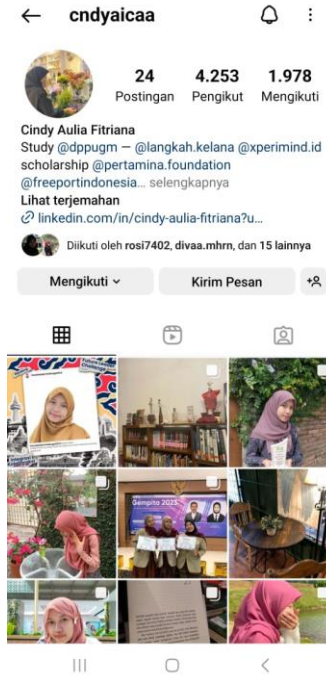 cndyaicaa
24 4.253 1.978
Postingan Pengikut Mengikuti
Cindy Aulia Fitriana
Study @dppugm — @langkah.kelana @xperimind.id
scholarship @pertamina.foundation
@freeportindonesia... selengkapnya
Lihat terjemahan
linkedin.com/in/cindy-aulia-fitriana?u...
Diikuti oleh rosi7402, divaa.mhrn, dan 15 lainnya
Mengikuti Kirim Pesan
Gempita 2023